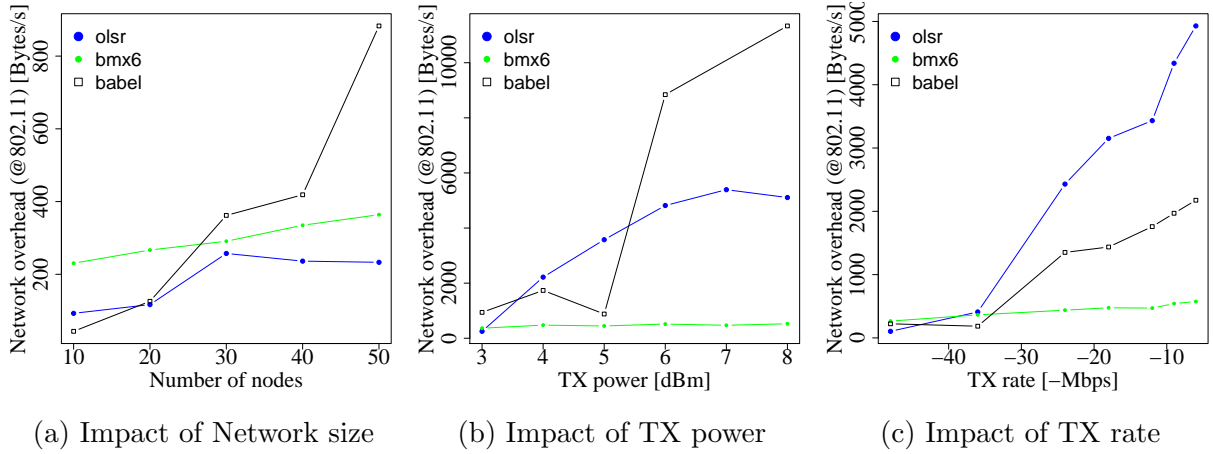 Network overhead (@802.11) [Bytes/s]
200 400 600 800
olsr
bmx6
babel
10 20 30 40 50
Number of nodes
(a) Impact of Network size
Network overhead (@802.11) [Bytes/s]
0 2000 6000 10000
olsr
bmx6
babel
3 4 5 6 7 8
TX power [dBm]
(b) Impact of TX power
Network overhead (@802.11) [Bytes/s]
0 1000 2000 3000 4000 5000
olsr
bmx6
babel
−40 −30 −20 −10
TX rate [−Mbps]
(c) Impact of TX rate